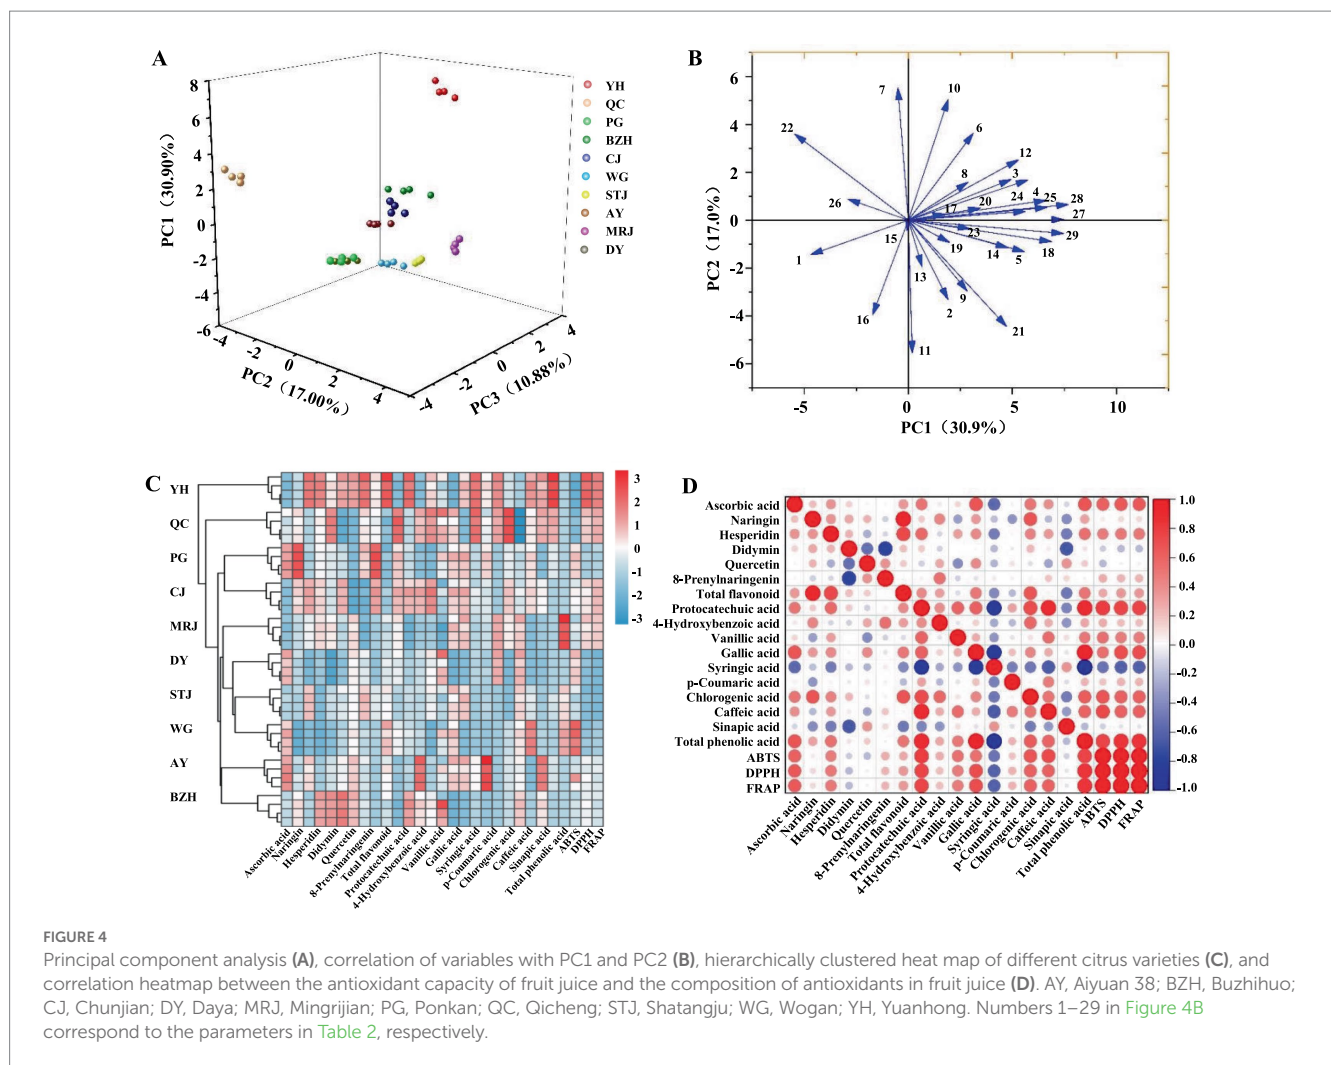 A
8
6
4
2
0
-2
-4
-6
PC1 (30.90%)
-4
-2
0
2
4
PC2 (17.00%)
-4
-2
0
2
4
PC3 (10.88%)
YH
QC
PG
BZH
CJ
WG
STJ
AY
MRJ
DY
B
6
4
2
0
-2
-4
-6
PC2 (17.0%)
7
10
22
6
12
8
3
4
24
25
28
26
17
20
27
15
23
29
19
14
5
18
1
13
9
2
16
21
11
-5
0
5
10
PC1 (30.9%)
C
YH
QC
PG
CJ
MRJ
DY
STJ
WG
AY
BZH
3
2
1
0
-1
-2
-3
Ascorbic acid
Naringin
Hesperidin
Didymin
Quercetin
8-Prenylnaringenin
Total flavonoid
Protocatechuic acid
4-Hydroxybenzoic acid
Vanillic acid
Gallic acid
Syringic acid
p-Coumaric acid
Chlorogenic acid
Caffeic acid
Sinapic acid
Total phenolic acid
ABTS
DPPH
FRAP
D
Ascorbic acid
Naringin
Hesperidin
Didymin
Quercetin
8-Prenylnaringenin
Total flavonoid
Protocatechuic acid
4-Hydroxybenzoic acid
Vanillic acid
Gallic acid
Syringic acid
p-Coumaric acid
Chlorogenic acid
Caffeic acid
Sinapic acid
Total phenolic acid
ABTS
DPPH
FRAP
1.0
0.8
0.6
0.4
0.2
0.0
-0.2
-0.4
-0.6
-0.8
-1.0
Ascorbic acid
Naringin
Hesperidin
Didymin
Quercetin
8-Prenylnaringenin
Total flavonoid
Protocatechuic acid
4-Hydroxybenzoic acid
Vanillic acid
Gallic acid
Syringic acid
p-Coumaric acid
Chlorogenic acid
Caffeic acid
Sinapic acid
Total phenolic acid
ABTS
DPPH
FRAP
FIGURE 4
Principal component analysis (A), correlation of variables with PC1 and PC2 (B), hierarchically clustered heat map of different citrus varieties (C), and
correlation heatmap between the antioxidant capacity of fruit juice and the composition of antioxidants in fruit juice (D). AY, Aiyuan 38; BZH, Buzhihuo;
CJ, Chunjian; DY, Daya; MRJ, Mingrijian; PG, Ponkan; QC, Qicheng; STJ, Shatangju; WG, Wogan; YH, Yuanhong. Numbers 1–29 in Figure 4B
correspond to the parameters in Table 2, respectively.